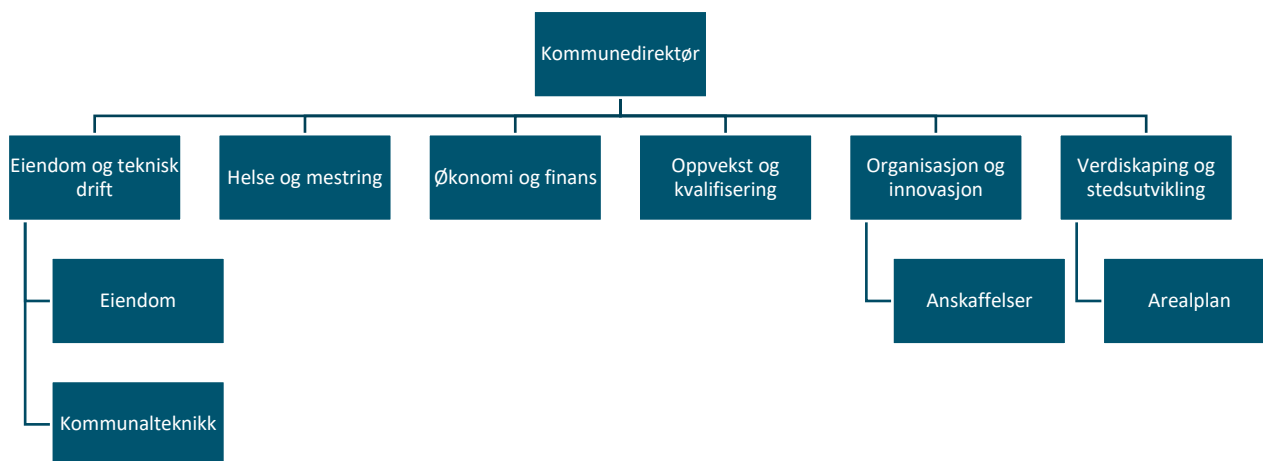 Kommunedirektør
Eiendom og teknisk
drift
Helse og mestring
Økonomi og finans
Oppvekst og
kvalifisering
Organisasjon og
innovasjon
Verdiskaping og
stedsutvikling
Eiendom
Anskaffelser
Arealplan
Kommunalteknikk